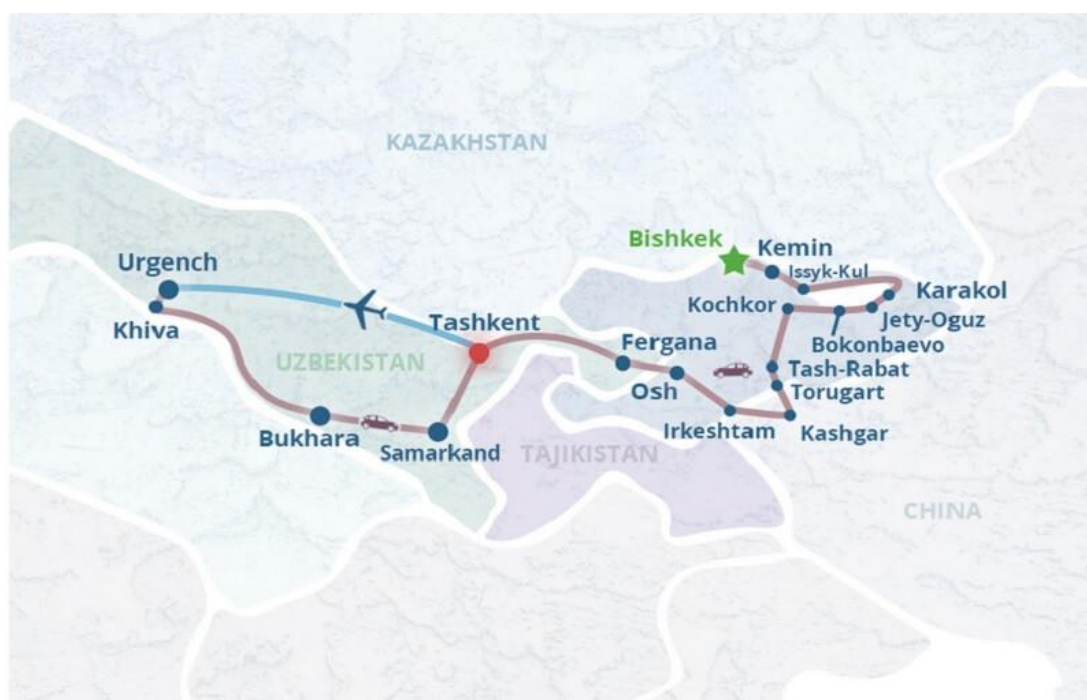 KAZAKHSTAN
Bishkek
Kemin
Issyk-Kul
Urgench
Karakol
Kochkor
Jety-Oguz
Khiva
Tashkent
Bokonbaevo
Fergana
UZBEKISTAN
Tash-Rabat
Osh
Torugart
Irkeshtam
Kashgar
Bukhara
Samarkand
TAJIKISTAN
CHINA